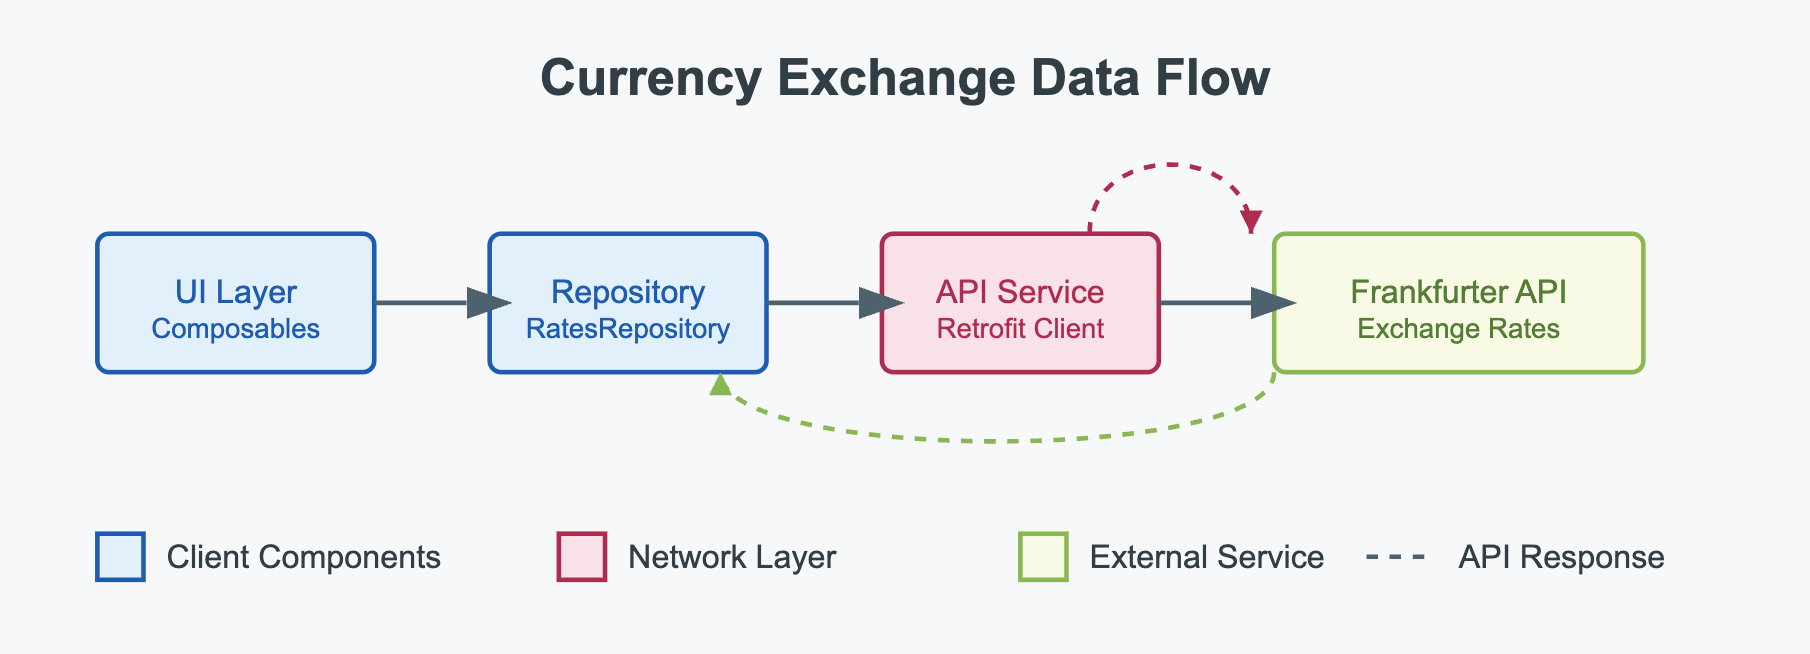 Currency Exchange Data Flow
UI Layer
Composables
Repository
RatesRepository
API Service
Retrofit Client
Frankfurter API
Exchange Rates
Client Components
Network Layer
External Service
API Response